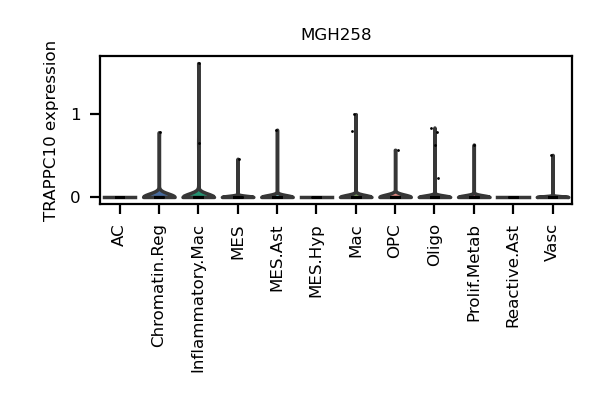 MGH258
TRAPPC10 expression
1
0
AC
Chromatin.Reg
Inflammatory.Mac
MES
MES.Ast
MES.Hyp
Mac
OPC
Oligo
Prolif.Metab
Reactive.Ast
Vasc